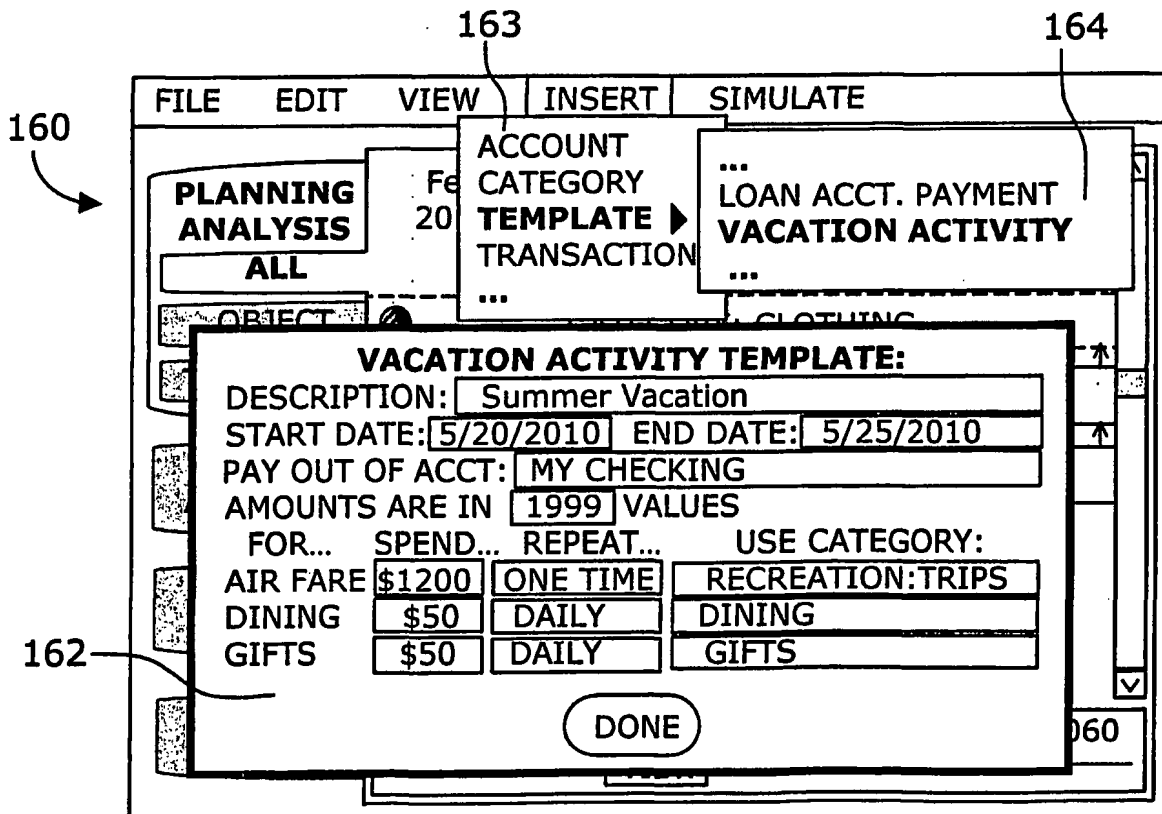 163
164
FILE EDIT VIEW INSERT SIMULATE
160
ACCOUNT
CATEGORY
TEMPLATE
TRANSACTION
...
...
LOAN ACCT. PAYMENT
VACATION ACTIVITY
...
PLANNING
ANALYSIS
Fe
20
ALL
OBJECT
CLOTHING
VACATION ACTIVITY TEMPLATE:
DESCRIPTION: Summer Vacation
START DATE: 5/20/2010 END DATE: 5/25/2010
PAY OUT OF ACCT: MY CHECKING
AMOUNTS ARE IN 1999 VALUES
FOR... SPEND... REPEAT... USE CATEGORY:
AIR FARE $1200 ONE TIME RECREATION:TRIPS
DINING $50 DAILY DINING
GIFTS $50 DAILY GIFTS
162
DONE
060